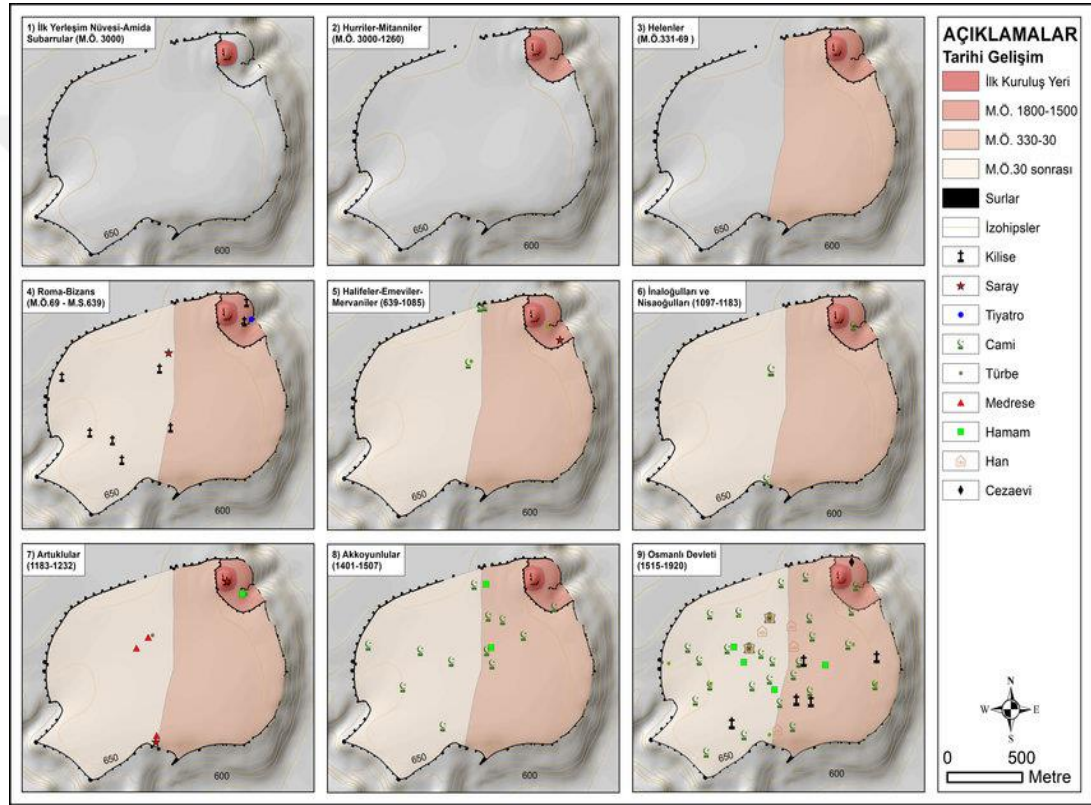 1) İlk Yerleşim Nüvesi-Amida
Subarrular (M.Ö. 3000)
650
600
2) Hurriler-Mitanniler
(M.Ö. 3000-1260)
650
600
3) Helenler
(M.Ö.331-69 )
650
600
4) Roma-Bizans
(M.Ö.69 - M.S.639)
650
600
5) Halifeler-Emeviler-
Mervaniler (639-1085)
650
600
6) İnaloğulları ve
Nisaoğulları (1097-1183)
650
600
7) Artuklular
(1183-1232)
650
600
8) Akkoyunlular
(1401-1507)
650
600
9) Osmanlı Devleti
(1515-1920)
650
600
AÇIKLAMALAR
Tarihi Gelişim
İlk Kuruluş Yeri
M.Ö. 1800-1500
M.Ö. 330-30
M.Ö.30 sonrası
Surlar
İzohipsler
Kilise
Saray
Tiyatro
Cami
Türbe
Medrese
Hamam
Han
Cezaevi
N
W
E
S
0 500
Metre